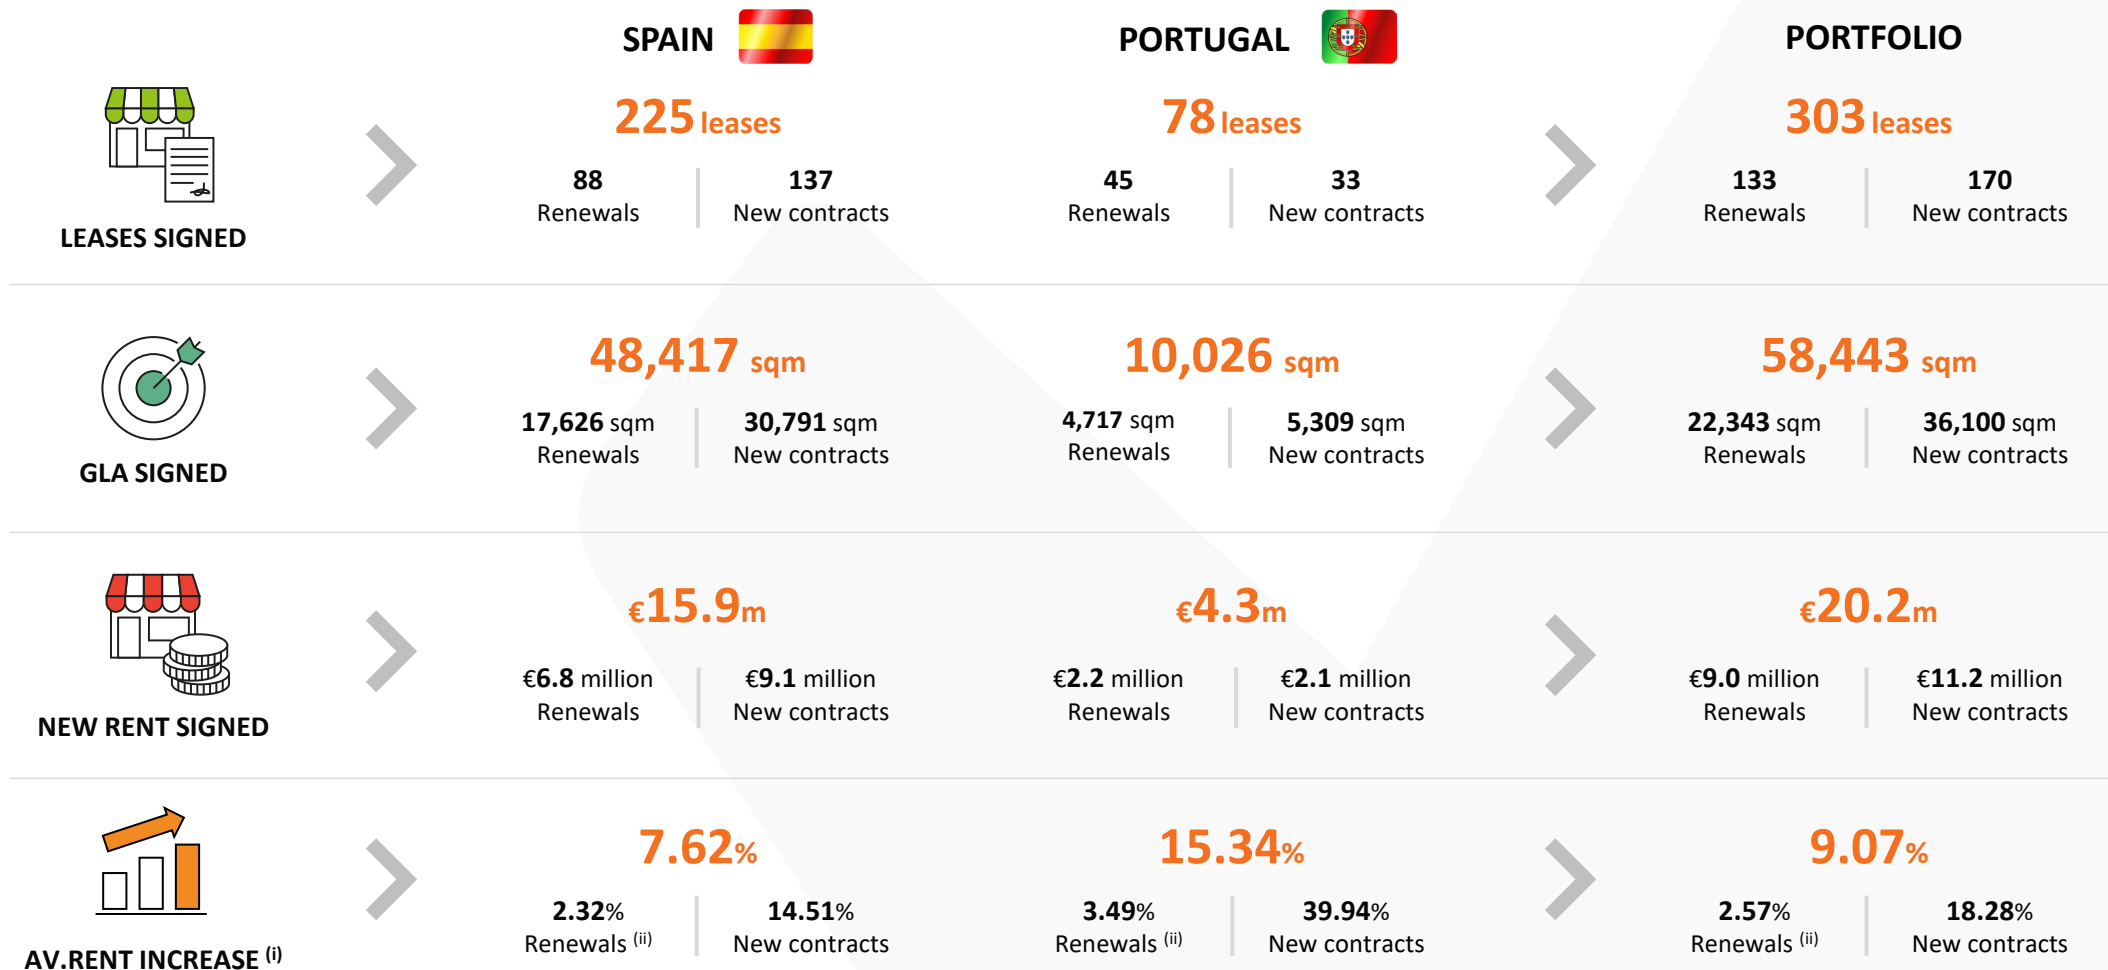 SPAIN PORTUGAL PORTFOLIO
225 leases 78 leases 303 leases
88 137 45 33 133 170
Renewals New contracts Renewals New contracts Renewals New contracts
LEASES SIGNED
48,417 sqm 10,026 sqm 58,443 sqm
17,626 sqm 30,791 sqm 4,717 sqm 5,309 sqm 22,343 sqm 36,100 sqm
Renewals New contracts Renewals New contracts Renewals New contracts
GLA SIGNED
€15.9m €4.3m €20.2m
€6.8 million €9.1 million €2.2 million €2.1 million €9.0 million €11.2 million
Renewals New contracts Renewals New contracts Renewals New contracts
NEW RENT SIGNED
7.62% 15.34% 9.07%
2.32% 14.51% 3.49% 39.94% 2.57% 18.28%
Renewals (ii) New contracts Renewals (ii) New contracts Renewals (ii) New contracts
AV.RENT INCREASE (i)